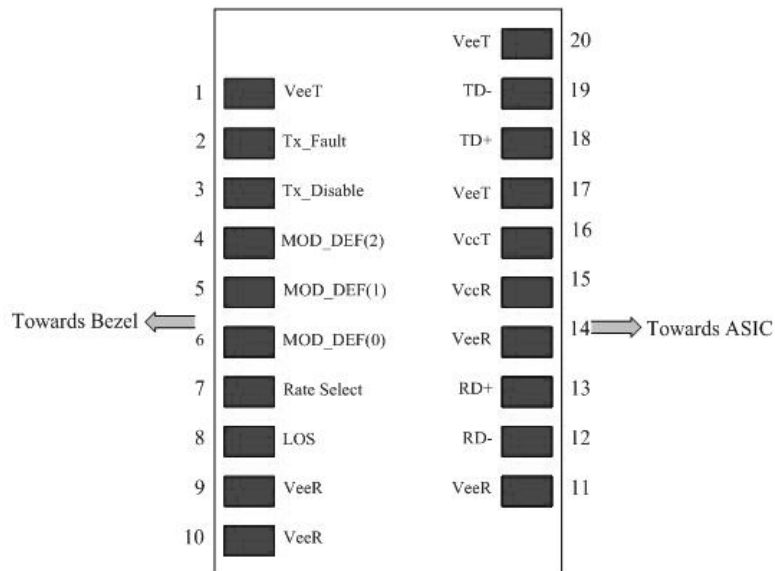 VeeT 20
1 VeeT TD- 19
2 Tx_Fault TD+ 18
3 Tx_Disable VeeT 17
4 MOD_DEF(2) VccT 16
5 MOD_DEF(1) VccR 15
Towards Bezel
6 MOD_DEF(0) VeeR 14
Towards ASIC
7 Rate Select RD+ 13
8 LOS RD- 12
9 VeeR VeeR 11
10 VeeR